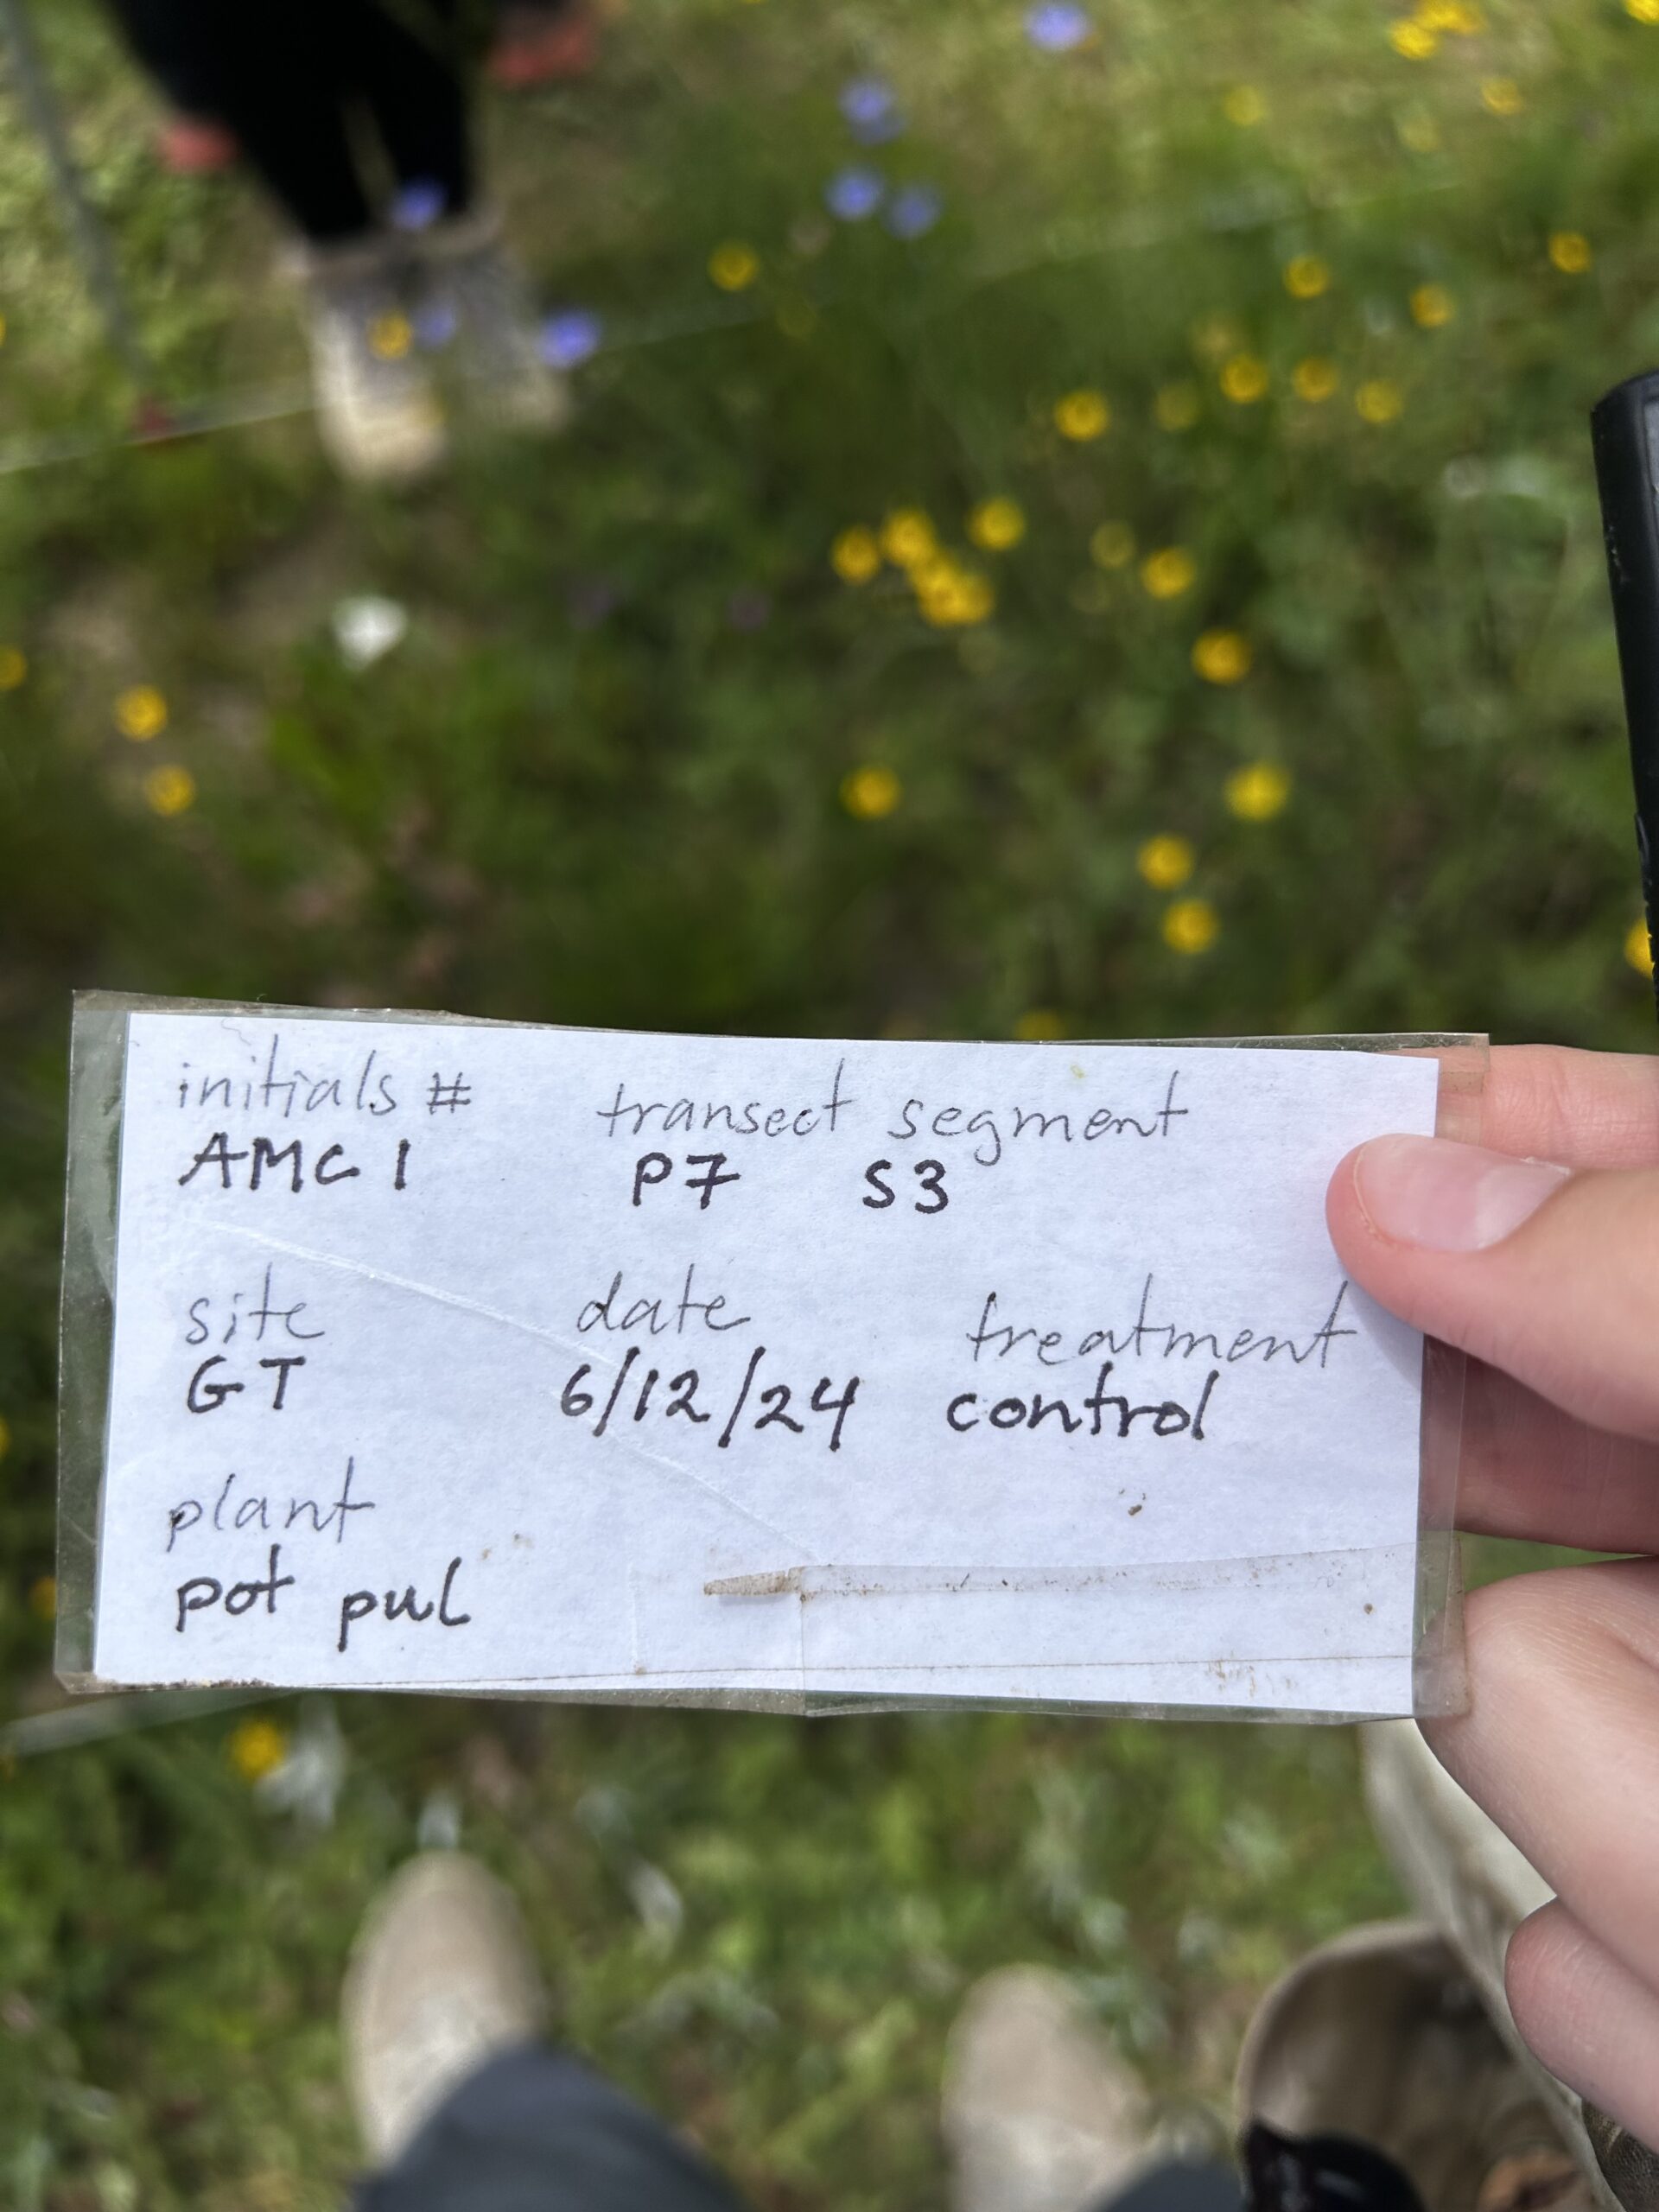 initials # transect segment
AMC 1 P7 S3
site date treatment
GT 6/12/24 control
plant
pot pul